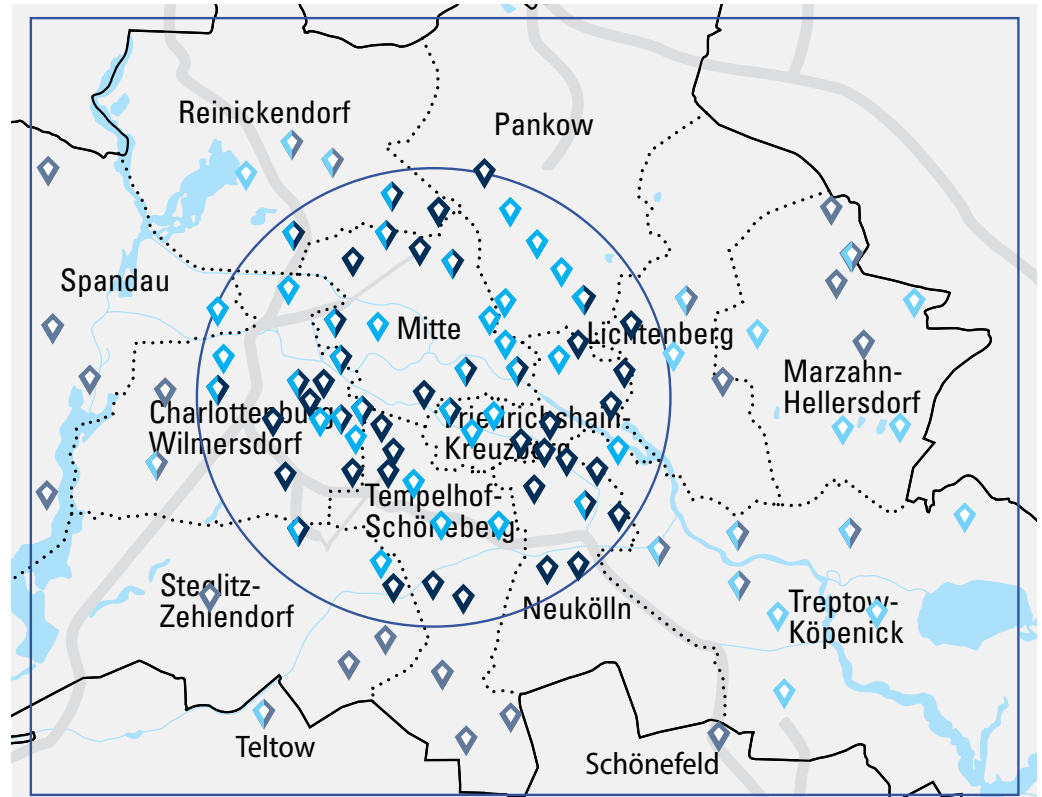 Reinickendorf
Pankow
Spandau
Mitte
Lichtenberg
Marzahn-
Hellersdorf
Charlottenburg
Wilmersdorf
Friedrichshain-
Kreuzberg
Tempelhof-
Schöneberg
Steglitz-
Zehlendorf
Neukölln
Treptow-
Köpenick
Teltow
Schönefeld